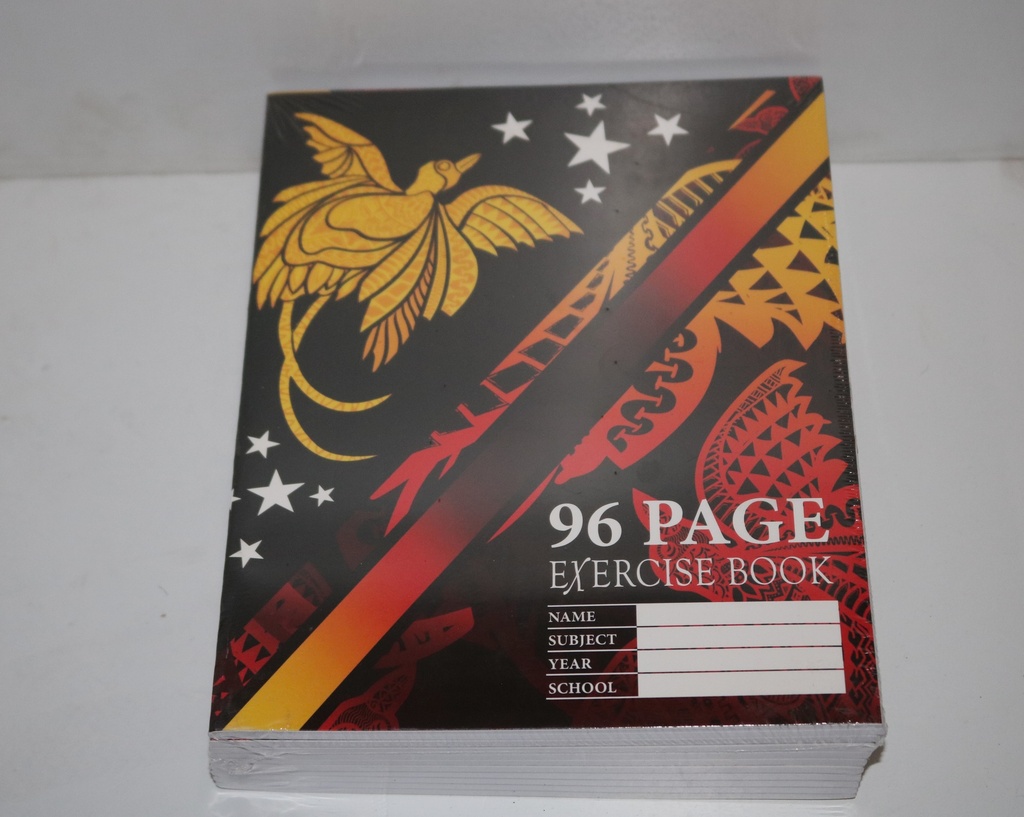 96 PAGE
EXERCISE BOOK
NAME
SUBJECT
YEAR
SCHOOL